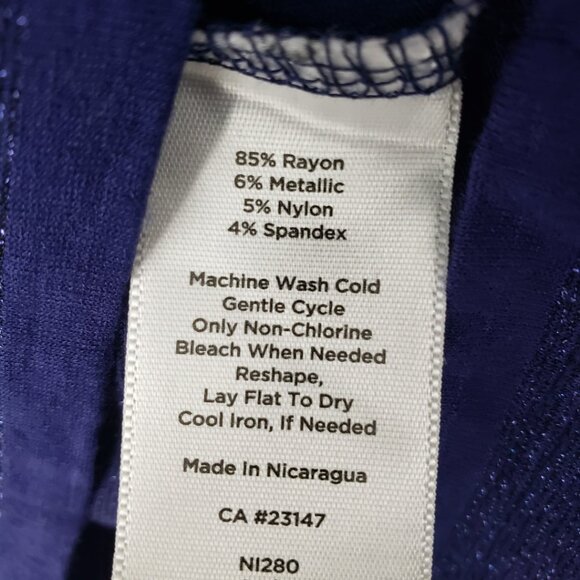 85% Rayon
6% Metallic
5% Nylon
4% Spandex
Machine Wash Cold
Gentle Cycle
Only Non-Chlorine
Bleach When Needed
Reshape,
Lay Flat To Dry
Cool Iron, If Needed
Made In Nicaragua
CA #23147
NI280